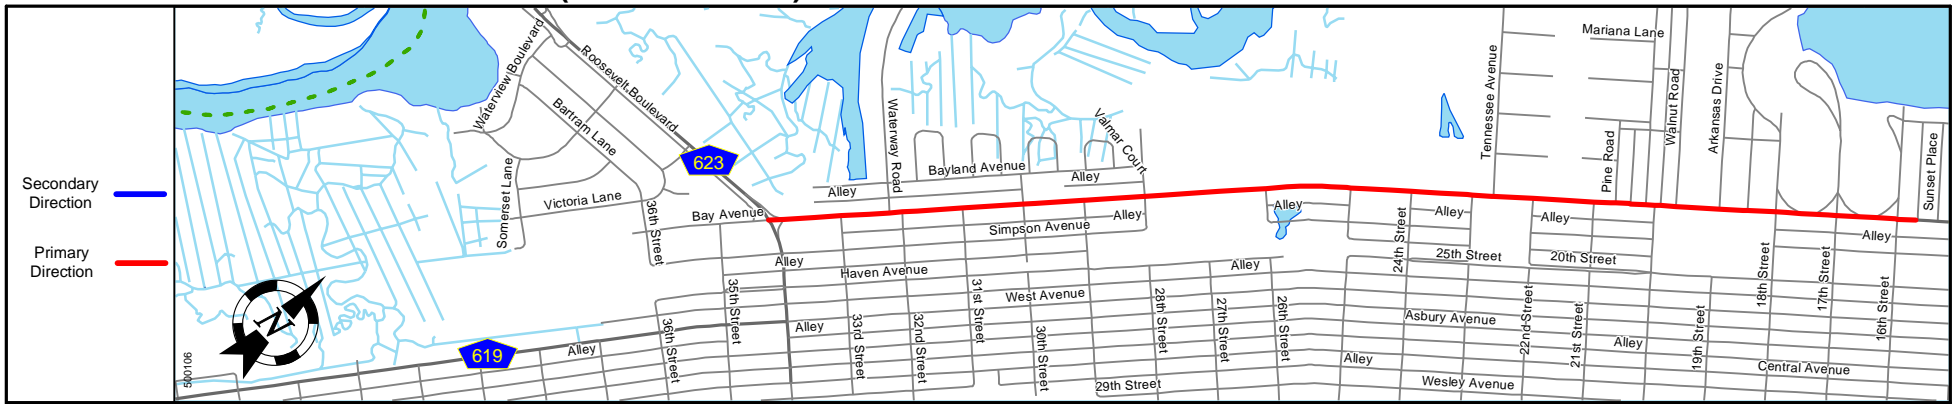 Secondary
Direction
Primary
Direction
500106
N
Waterview Boulevard
Roosevelt Boulevard
Bartram Lane
Somerset Lane
Victoria Lane
36th Street
Bay Avenue
623
619
Waterway Road
Bayland Avenue
Valmar Court
Alley
Alley
Alley
Simpson Avenue
Alley
Haven Avenue
West Avenue
Alley
Alley
35th Street
36th Street
33rd Street
32nd Street
31st Street
30th Street
29th Street
28th Street
27th Street
26th Street
Alley
Alley
24th Street
Alley
25th Street
Alley
20th Street
Asbury Avenue
Alley
Wesley Avenue
22nd Street
21st Street
Alley
19th Street
Central Avenue
18th Street
17th Street
16th Street
Alley
Tennessee Avenue
Mariana Lane
Pine Road
Walnut Road
Arkansas Drive
Sunset Place